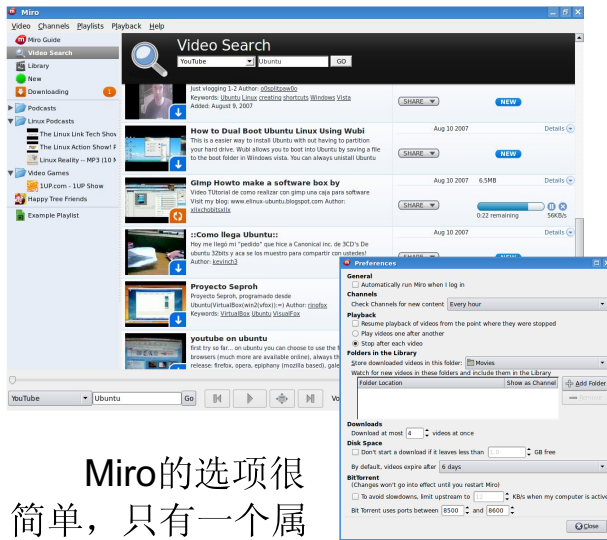 Miro
Video Channels Playlists Playback Help
Miro Guide
Video Search
Library
New
Downloading 1
Podcasts
Linux Podcasts
The Linux Link Tech Show
The Linux Action Show! P
Linux Reality -- MP3 (10 M
Video Games
1UP.com - 1UP Show
Happy Tree Friends
Example Playlist
Video Search
YouTube Ubuntu GO
Just vlogging 1-2 Author: o0splitpaw0o
Keywords: Ubuntu Linux creating shortcuts Windows Vista
Added: August 9, 2007
SHARE NEW
How to Dual Boot Ubuntu Linux Using Wubi
This is a easier way to install Ubuntu with out having to partition
your hard drive. Wubi allows you to boot into Ubuntu by saving a file
to the boot folder in Windows vista. You can always unistall Ubuntu
Aug 10 2007 Details
SHARE NEW
Gimp Howto make a software box by
Video TUtorial de como realizar con gimp una caja para software
Visit my blog: www.elinux-ubuntu.blogspot.com Author:
xllxchobitsxllx
Aug 10 2007 6.5MB Details
SHARE
0:22 remaining 56KB/s
::Como llega Ubuntu::
Hoy me llegó mi "pedido" que hice a Canonical inc. de 3CD's De
ubuntu 32bits y aca se los muestro para compartir con ustedes!
Author: kevinch3
Aug 10 2007 Details
Proyecto Seproh
Proyecto Seproh, programado desde
Ubuntu(VirtualBox(win2(vfox)):=) Author: rinofox
Keywords: VirtualBox Ubuntu VisualFox
youtube on ubuntu
first try so far... on ubuntu you can choose to use the f
browsers (much more are available online), always th
release: firefox, opera, epiphany (mozilla based), gale
YouTube Ubuntu Go Vo
Preferences
General
Automatically run Miro when I log in
Channels
Check Channels for new content Every hour
Playback
Resume playback of videos from the point where they were stopped
Play videos one after another
Stop after each video
Folders in the Library
Store downloaded videos in this folder: Movies
Watch for new videos in these folders and include them in the Library
Folder Location Show as Channel Add Folder
Remove
Downloads
Download at most 4 videos at once
Disk Space
Don't start a download if it leaves less than 1.0 GB free
By default, videos expire after 6 days
BitTorrent
(Changes won't go into effect until you restart Miro)
To avoid slowdowns, limit upstream to 12 KB/s when my computer is active
Bit Torrent uses ports between 8500 and 8600
Close
Miro的选项很
简单，只有一个属